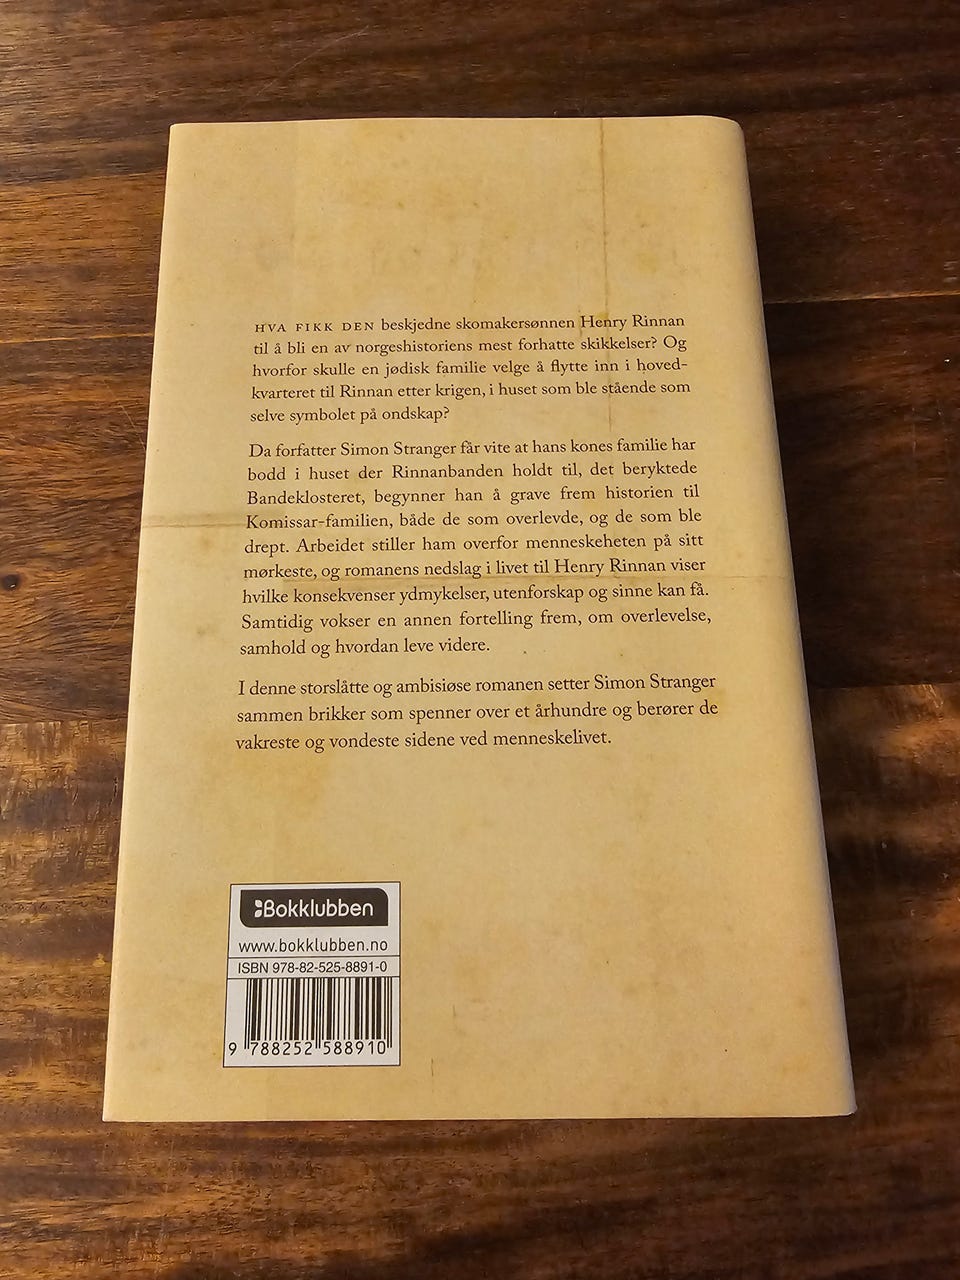 HVA FIKK DEN beskjedne skomakersønnen Henry Rinnan
til å bli en av norgeshistoriens mest forhatte skikkelser? Og
hvorfor skulle en jødisk familie velge å flytte inn i hoved-
kvarteret til Rinnan etter krigen, i huset som ble stående som
selve symbolet på ondskap?
Da forfatter Simon Stranger får vite at hans kones familie har
bodd i huset der Rinnanbanden holdt til, det beryktede
Bandeklosteret, begynner han å grave frem historien til
Komissar-familien, både de som overlevde, og de som ble
drept. Arbeidet stiller ham overfor menneskeheten på sitt
mørkeste, og romanens nedslag i livet til Henry Rinnan viser
hvilke konsekvenser ydmykelser, utenforskap og sinne kan få.
Samtidig vokser en annen fortelling frem, om overlevelse,
samhold og hvordan leve videre.
I denne storslåtte og ambisiøse romanen setter Simon Stranger
sammen brikker som spenner over et århundre og berører de
vakreste og vondeste sidene ved menneskelivet.
Bokklubben
www.bokklubben.no
ISBN 978-82-525-8891-0
9 788252 588910